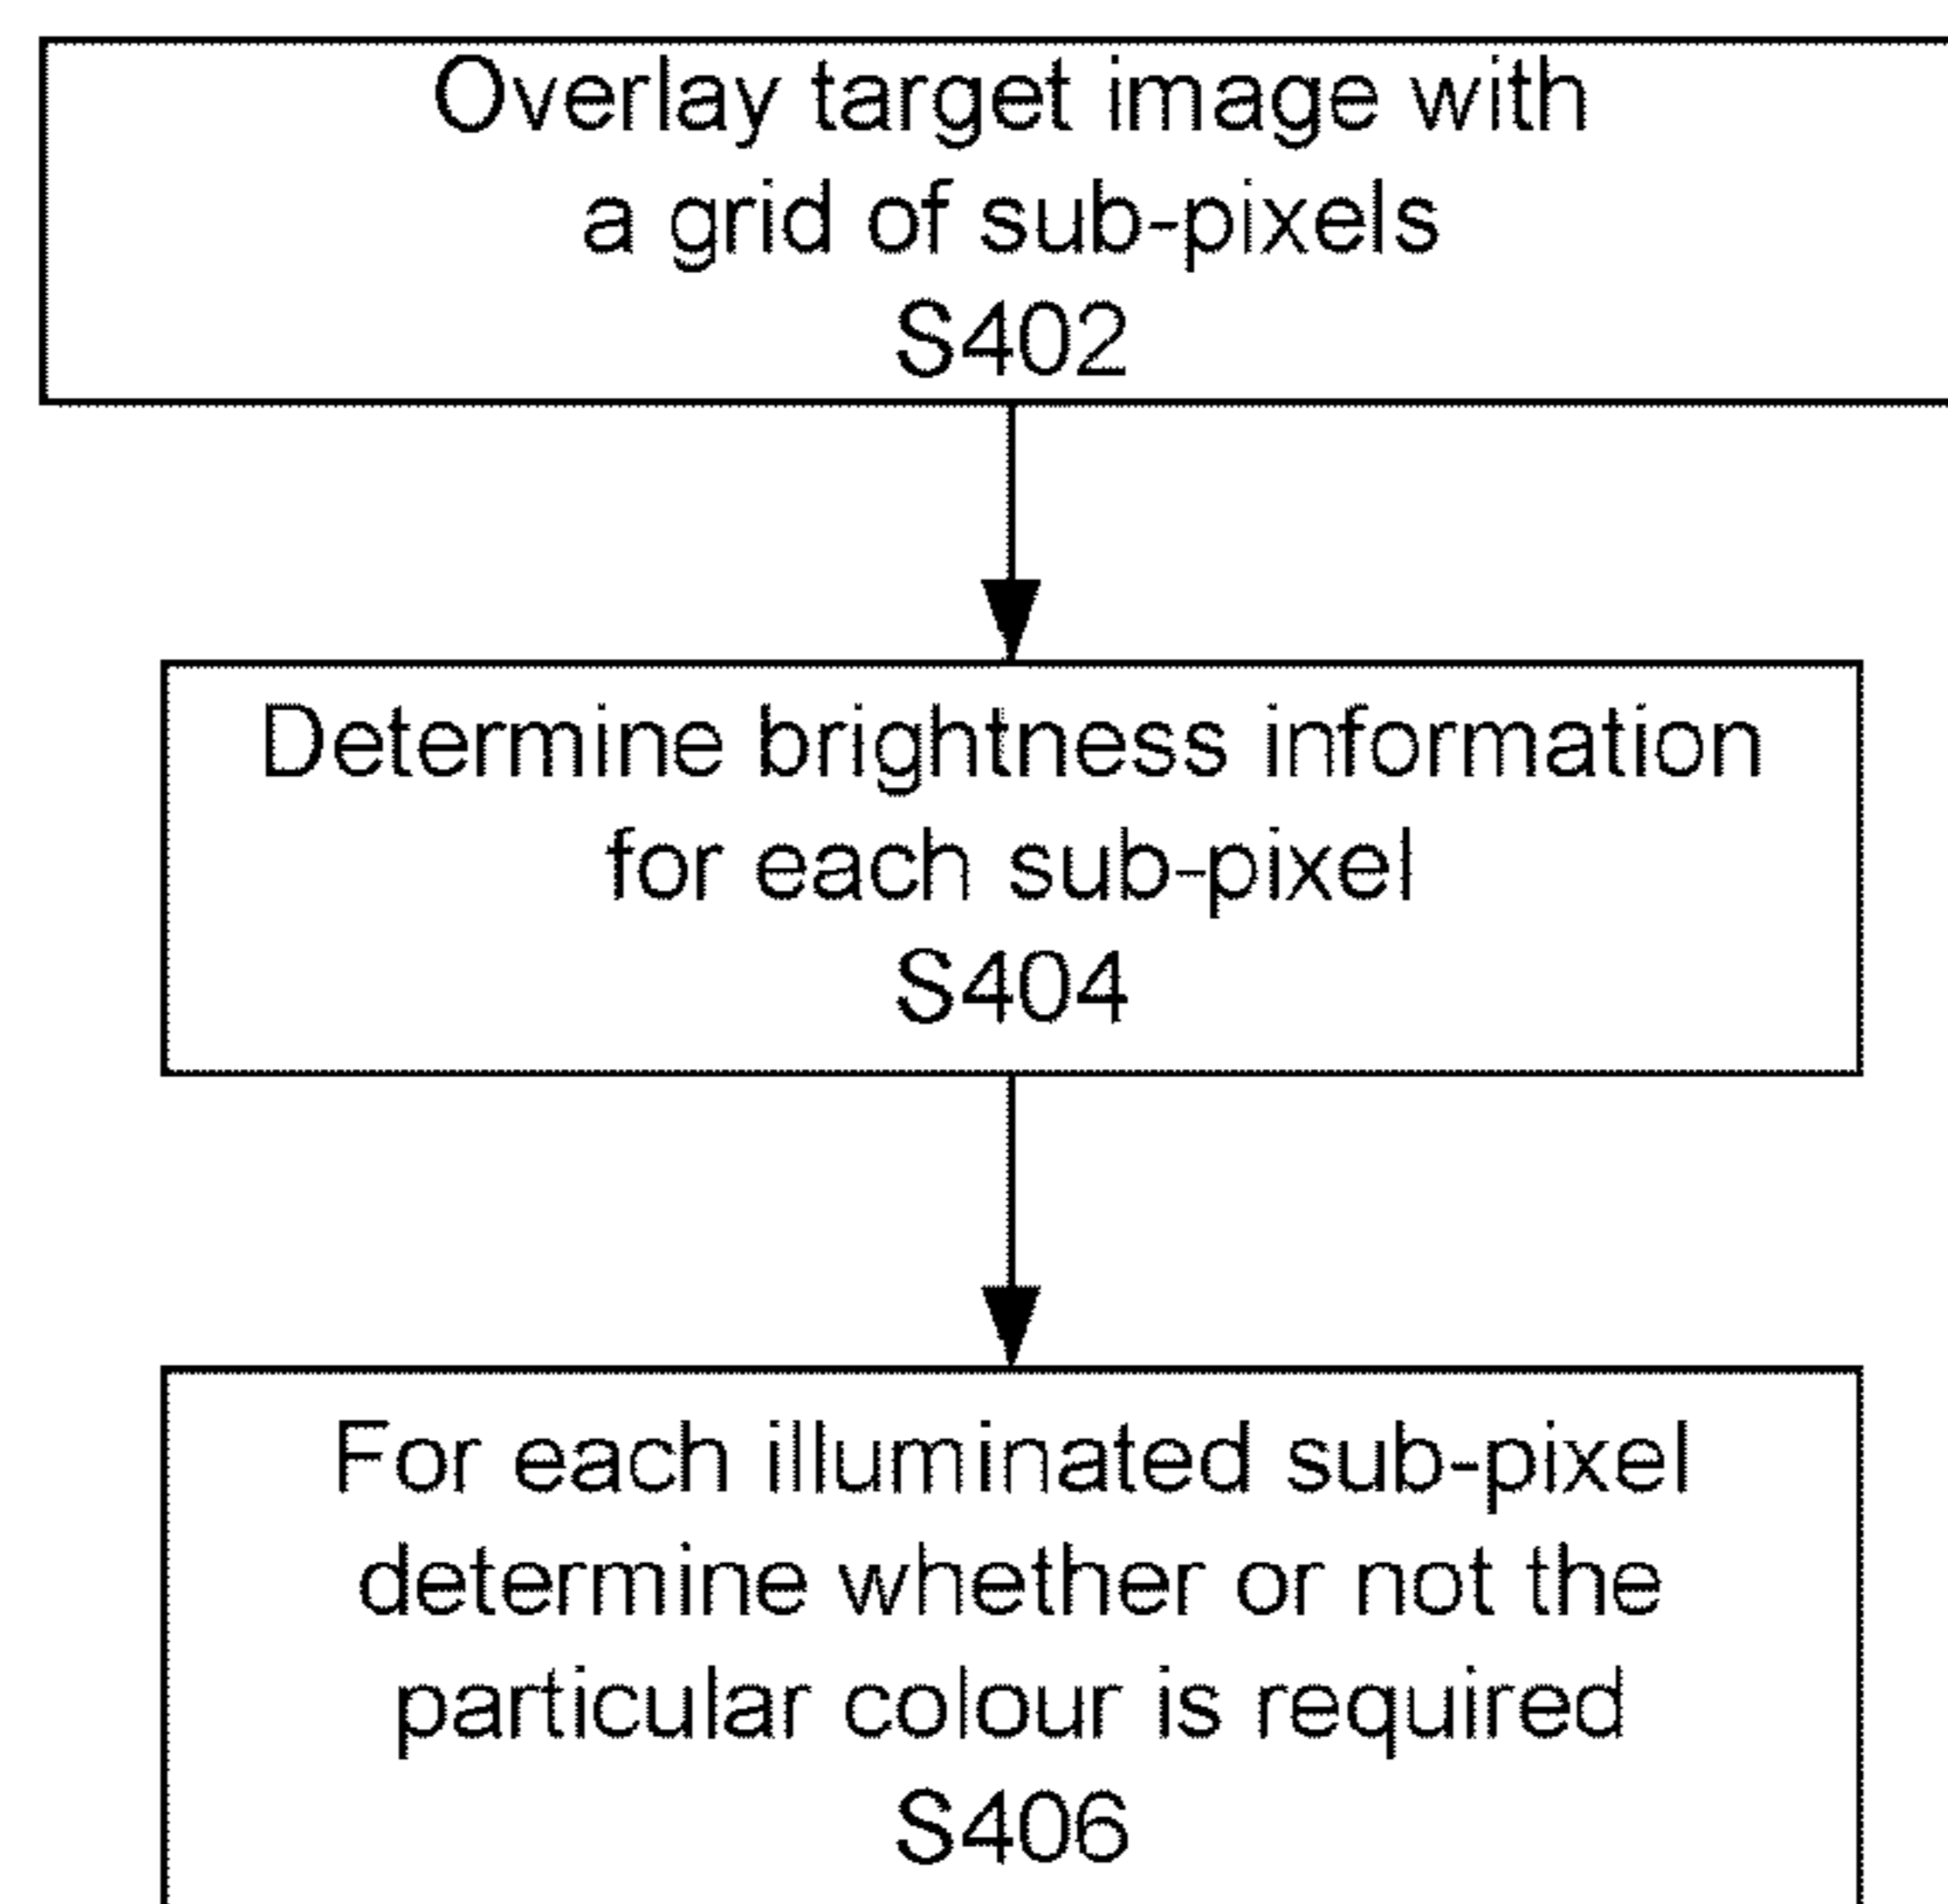 Overlay target image with
a grid of sub-pixels
S402
Determine brightness information
for each sub-pixel
S404
For each illuminated sub-pixel
determine whether or not the
particular colour is required
S406